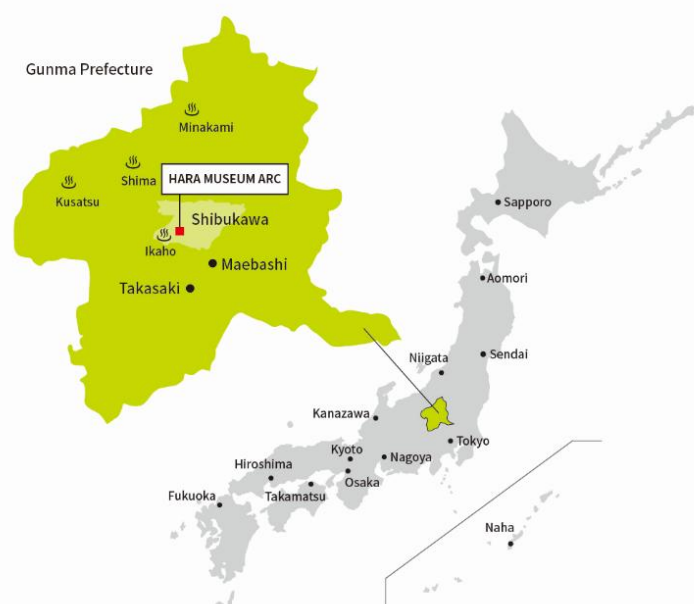 Gunma Prefecture
Minakami
Shima
Kusatsu
HARA MUSEUM ARC
Shibukawa
Ikaho
Maebashi
Takasaki
Sapporo
Aomori
Sendai
Niigata
Kanazawa
Tokyo
Kyoto
Nagoya
Hiroshima
Osaka
Takamatsu
Fukuoka
Naha